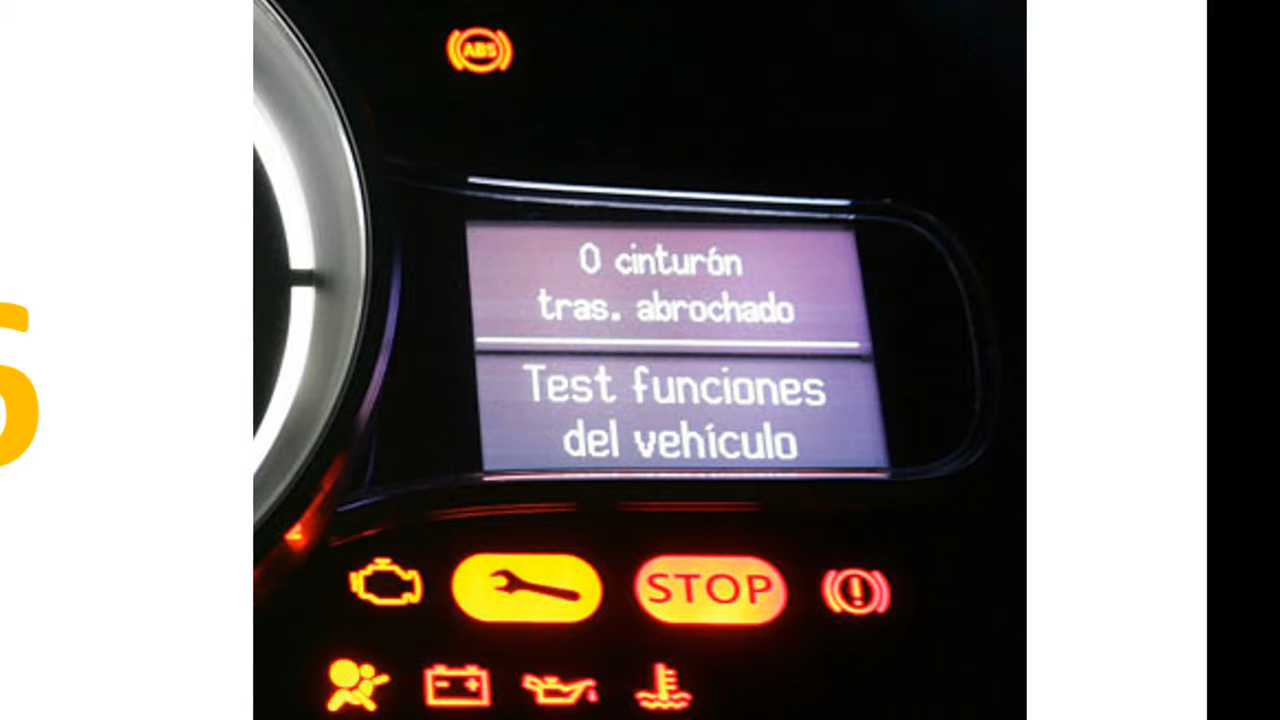 ABS
0 cinturón
tras. abrochado
Test funciones
del vehículo
STOP